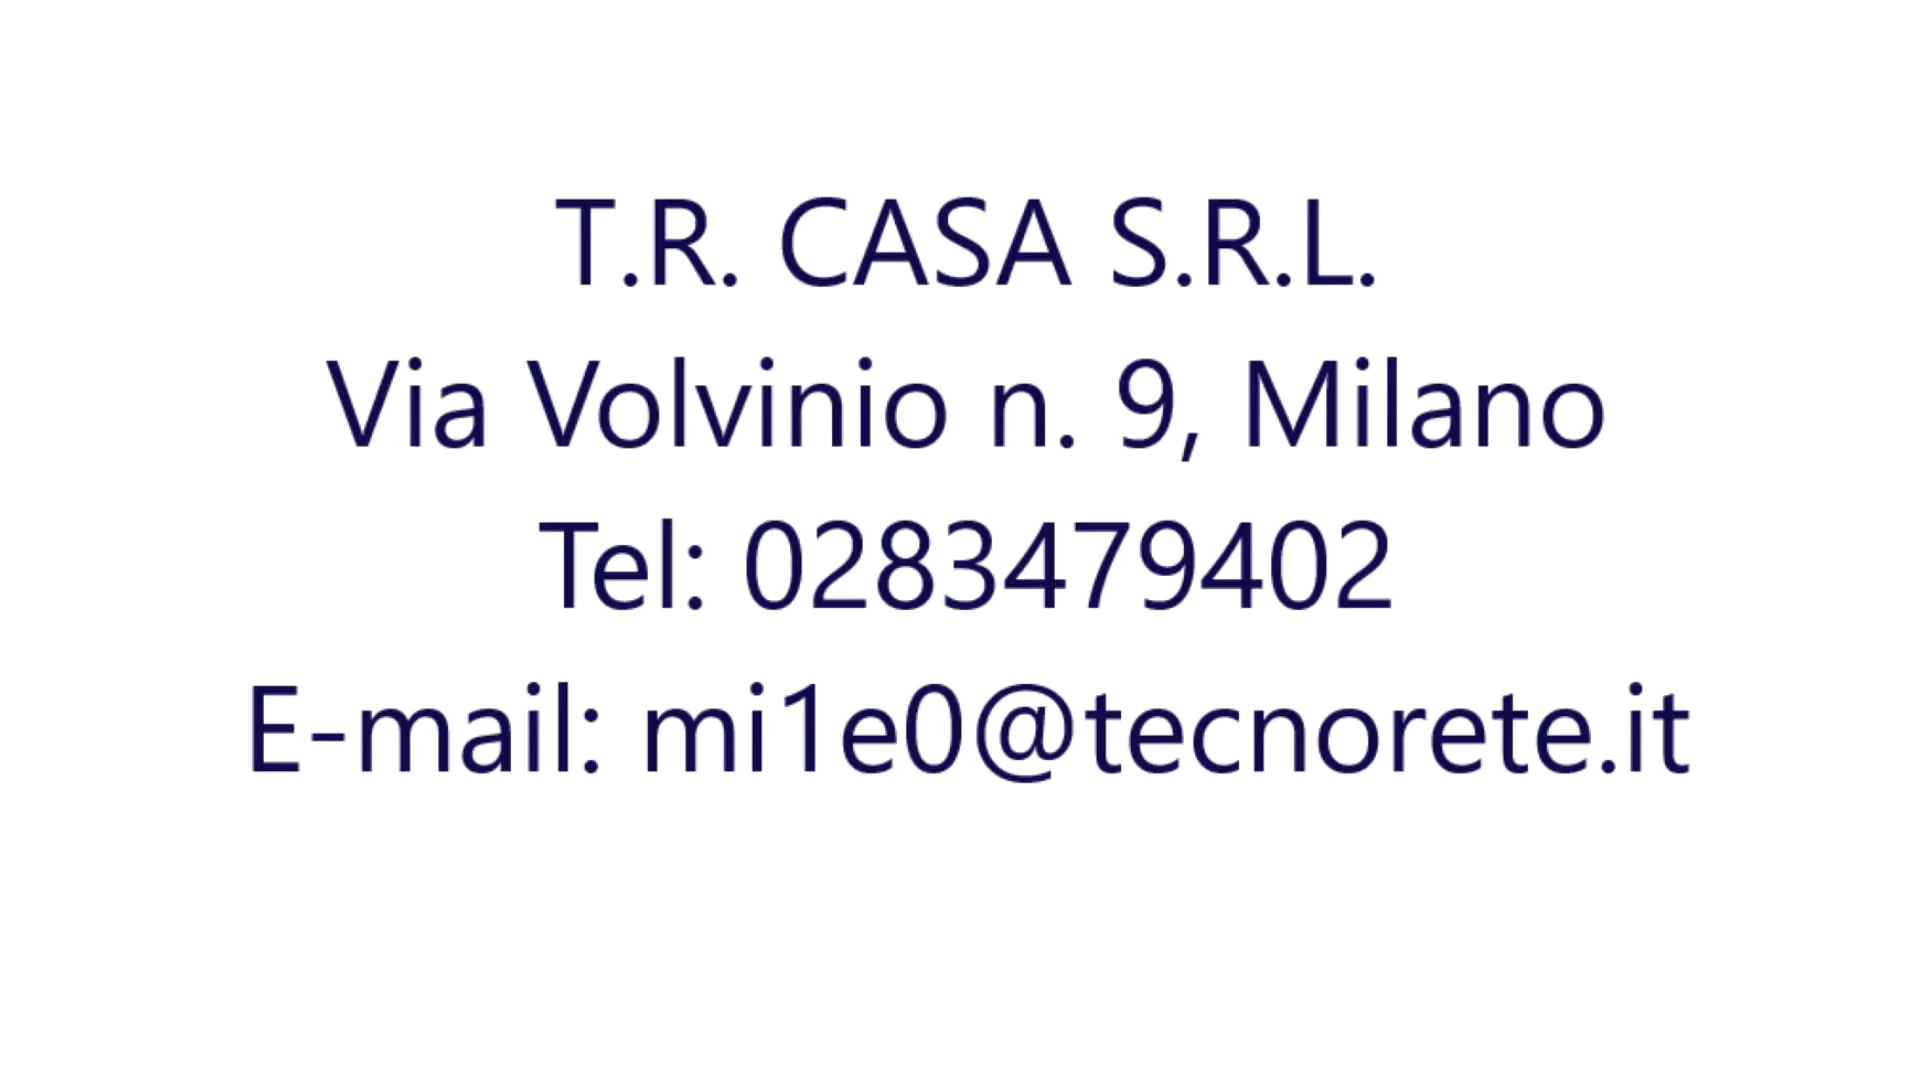 T.R. CASA S.R.L.
Via Volvinio n. 9, Milano
Tel: 0283479402
E-mail: mi1e0@tecnorete.it